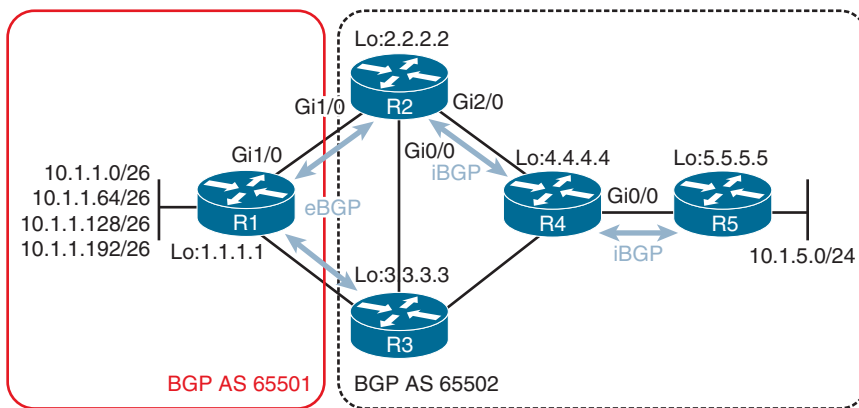 Lo:2.2.2.2
R2
Gi1/0
Gi2/0
Gi1/0
Gi0/0
iBGP
Lo:4.4.4.4
Lo:5.5.5.5
10.1.1.0/26
10.1.1.64/26
10.1.1.128/26
10.1.1.192/26
R1
eBGP
R4
Gi0/0
R5
Lo:1.1.1.1
iBGP
10.1.5.0/24
Lo:3.3.3.3
R3
BGP AS 65501
BGP AS 65502